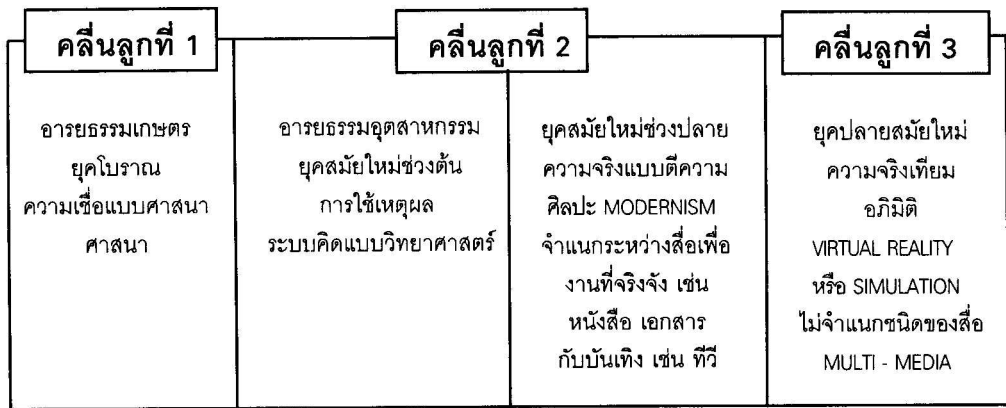 คลื่นลูกที่ 1
อารยธรรมเกษตร
ยุคโบราณ
ความเชื่อแบบศาสนา
ศาสนา
คลื่นลูกที่ 2
อารยธรรมอุตสาหกรรม
ยุคสมัยใหม่ช่วงต้น
การใช้เหตุผล
ระบบคิดแบบวิทยาศาสตร์
ยุคสมัยใหม่ช่วงปลาย
ความจริงแบบตีความ
ศิลปะ MODERNISM
จำแนกระหว่างสื่อเพื่อ
งานที่จริงจัง เช่น
หนังสือ เอกสาร
กับบันเทิง เช่น ทีวี
คลื่นลูกที่ 3
ยุคปลายสมัยใหม่
ความจริงเทียม
อภิมิติ
VIRTUAL REALITY
หรือ SIMULATION
ไม่จำแนกชนิดของสื่อ
MULTI - MEDIA